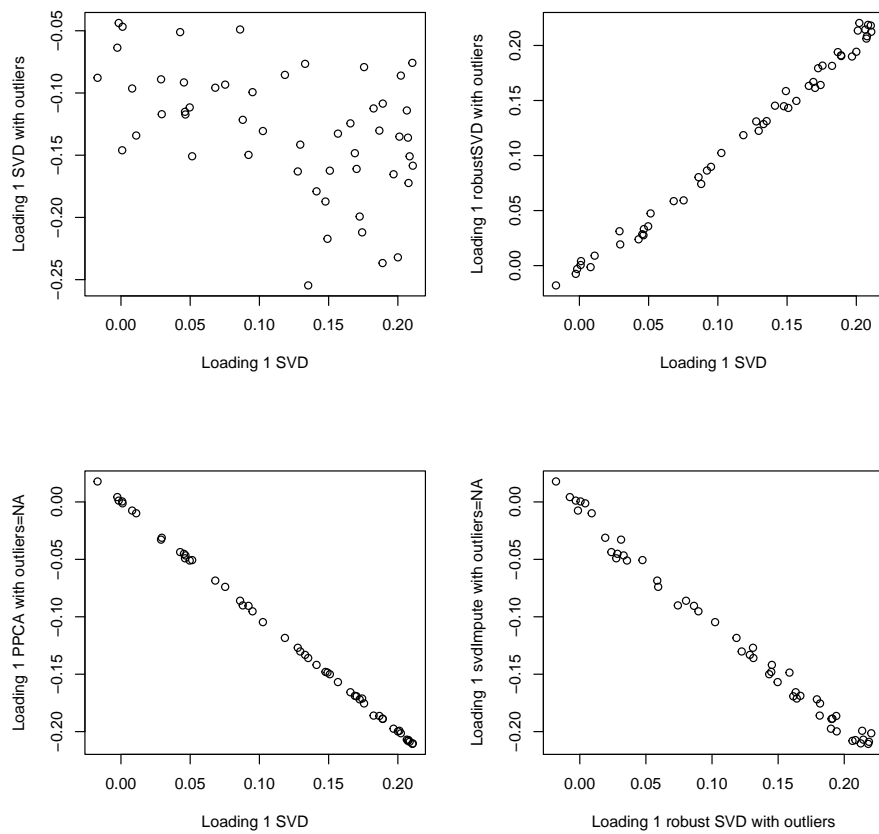 Loading 1 SVD with outliers
−0.05
−0.10
−0.15
−0.20
−0.25
0.00 0.05 0.10 0.15 0.20
Loading 1 SVD
Loading 1 robustSVD with outliers
0.20
0.15
0.10
0.05
0.00
0.00 0.05 0.10 0.15 0.20
Loading 1 SVD
Loading 1 PPCA with outliers=NA
0.00
−0.05
−0.10
−0.15
−0.20
0.00 0.05 0.10 0.15 0.20
Loading 1 SVD
Loading 1 svdImpute with outliers=NA
0.00
−0.05
−0.10
−0.15
−0.20
0.00 0.05 0.10 0.15 0.20
Loading 1 robust SVD with outliers